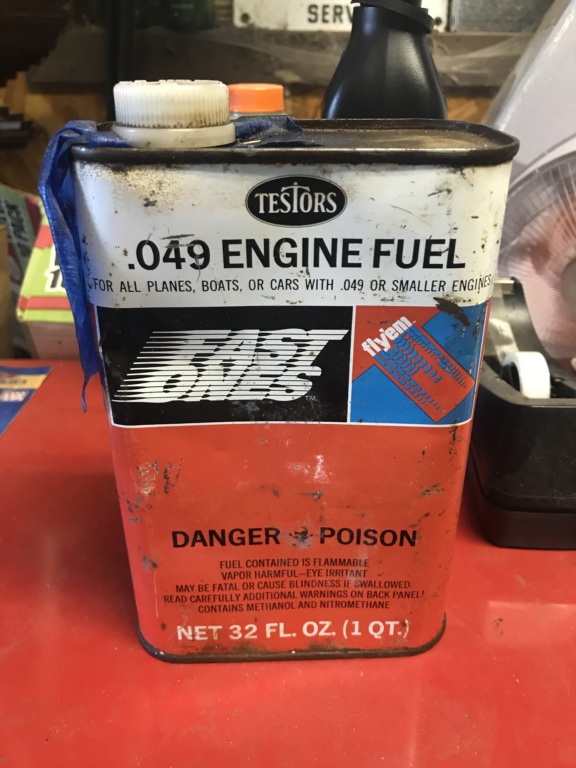 SERV
TESTORS
.049 ENGINE FUEL
FOR ALL PLANES, BOATS, OR CARS WITH .049 OR SMALLER ENGINES
FAST
ONES
TM
flyem
DANGER POISON
FUEL CONTAINED IS FLAMMABLE
VAPOR HARMFUL—EYE IRRITANT
MAY BE FATAL OR CAUSE BLINDNESS IF SWALLOWED.
READ CAREFULLY ADDITIONAL WARNINGS ON BACK PANEL!
CONTAINS METHANOL AND NITROMETHANE
NET 32 FL. OZ. (1 QT.)